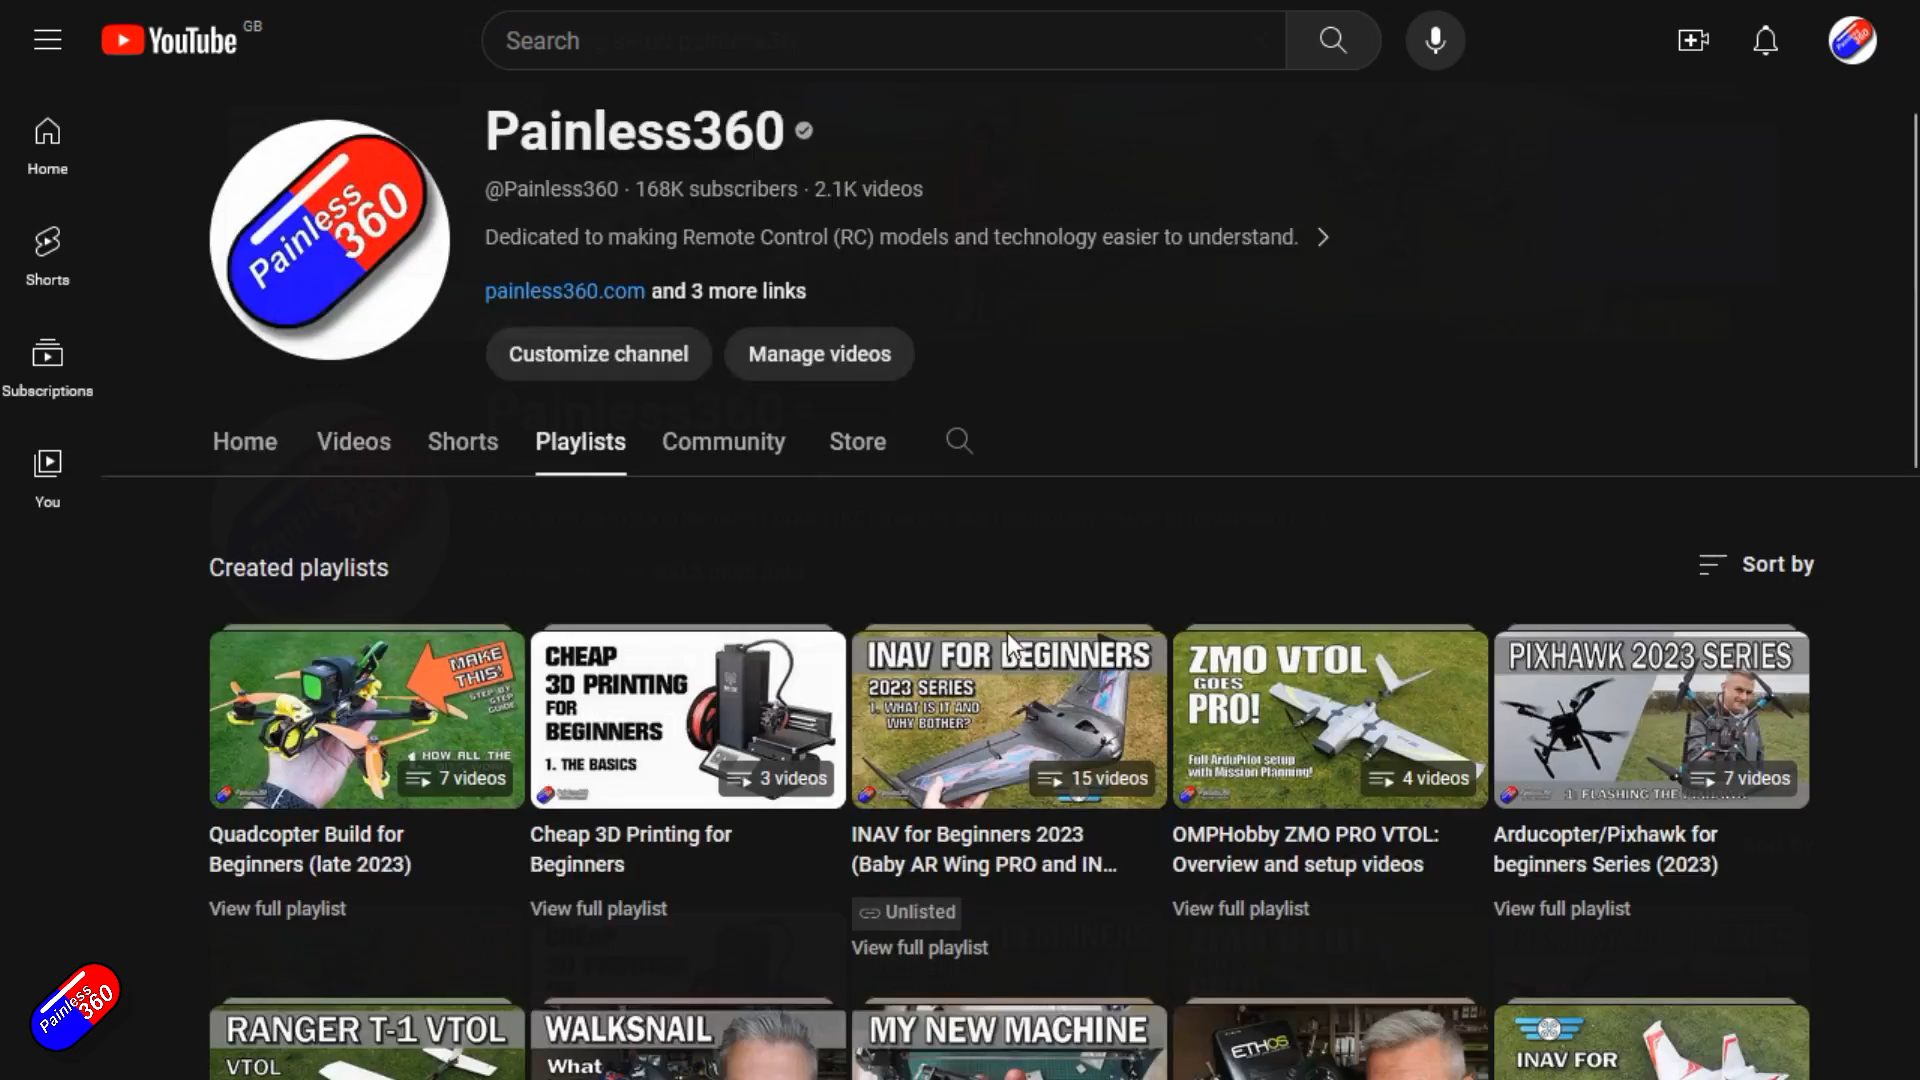 YouTube GB
Search
Home
Shorts
Subscriptions
You
Painless 360
Painless360
@Painless360 · 168K subscribers · 2.1K videos
Dedicated to making Remote Control (RC) models and technology easier to understand.
painless360.com and 3 more links
Customize channel
Manage videos
Home
Videos
Shorts
Playlists
Community
Store
Created playlists
Sort by
MAKE
THIS!
STEP BY
STEP
GUIDE
1. HOW ALL THE
7 videos
Quadcopter Build for
Beginners (late 2023)
View full playlist
CHEAP
3D PRINTING
FOR
BEGINNERS
1. THE BASICS
3 videos
Cheap 3D Printing for
Beginners
View full playlist
INAV FOR BEGINNERS
2023 SERIES
1. WHAT IS IT AND
WHY BOTHER?
15 videos
INAV for Beginners 2023
(Baby AR Wing PRO and IN...
Unlisted
View full playlist
ZMO VTOL
GOES
PRO!
Full ArduPilot setup
with Mission Planning!
4 videos
OMPHobby ZMO PRO VTOL:
Overview and setup videos
View full playlist
PIXHAWK 2023 SERIES
1. FLASHING THE PIXHAWK
7 videos
Arducopter/Pixhawk for
beginners Series (2023)
View full playlist
Painless 360
RANGER T-1 VTOL
VTOL
WALKSNAIL
What
MY NEW MACHINE
ETHOS
INAV FOR